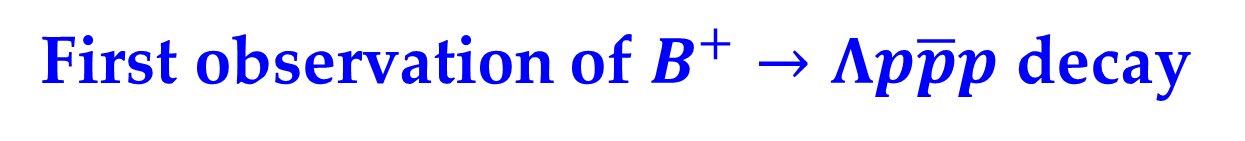 First observation of B⁺ → Λpp̅p decay